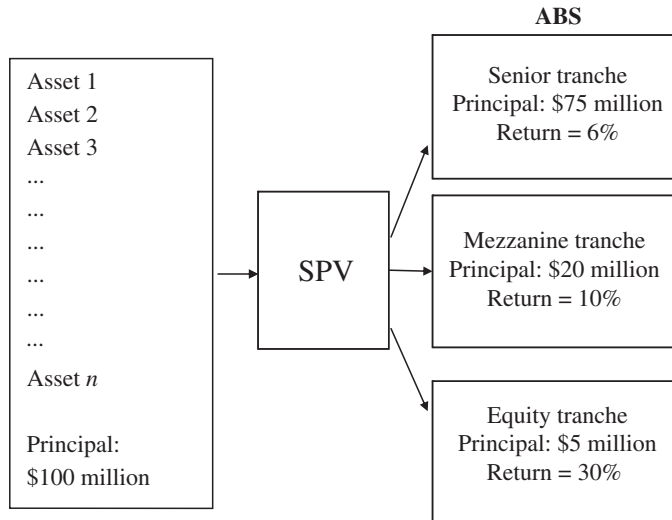 ABS
Asset 1
Asset 2
Asset 3
...
...
...
...
...
...
Asset n
Principal:
$100 million
SPV
Senior tranche
Principal: $75 million
Return = 6%
Mezzanine tranche
Principal: $20 million
Return = 10%
Equity tranche
Principal: $5 million
Return = 30%